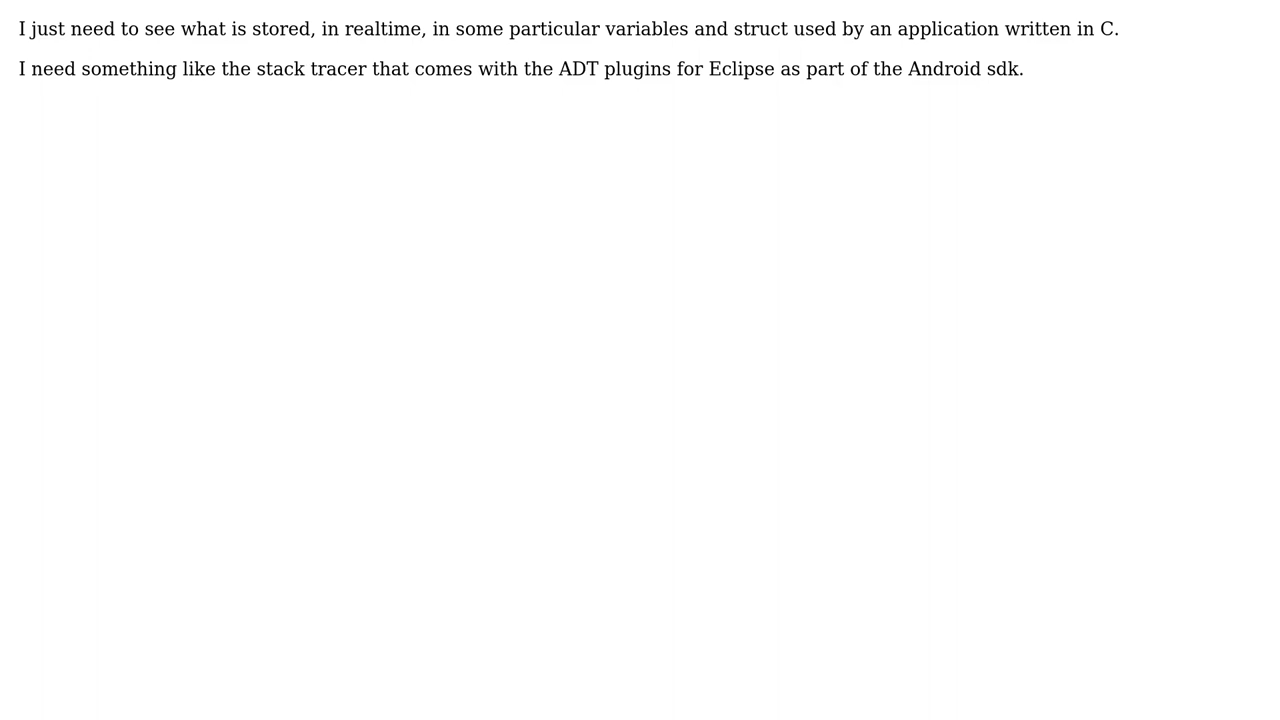 I just need to see what is stored, in realtime, in some particular variables and struct used by an application written in C.
I need something like the stack tracer that comes with the ADT plugins for Eclipse as part of the Android sdk.